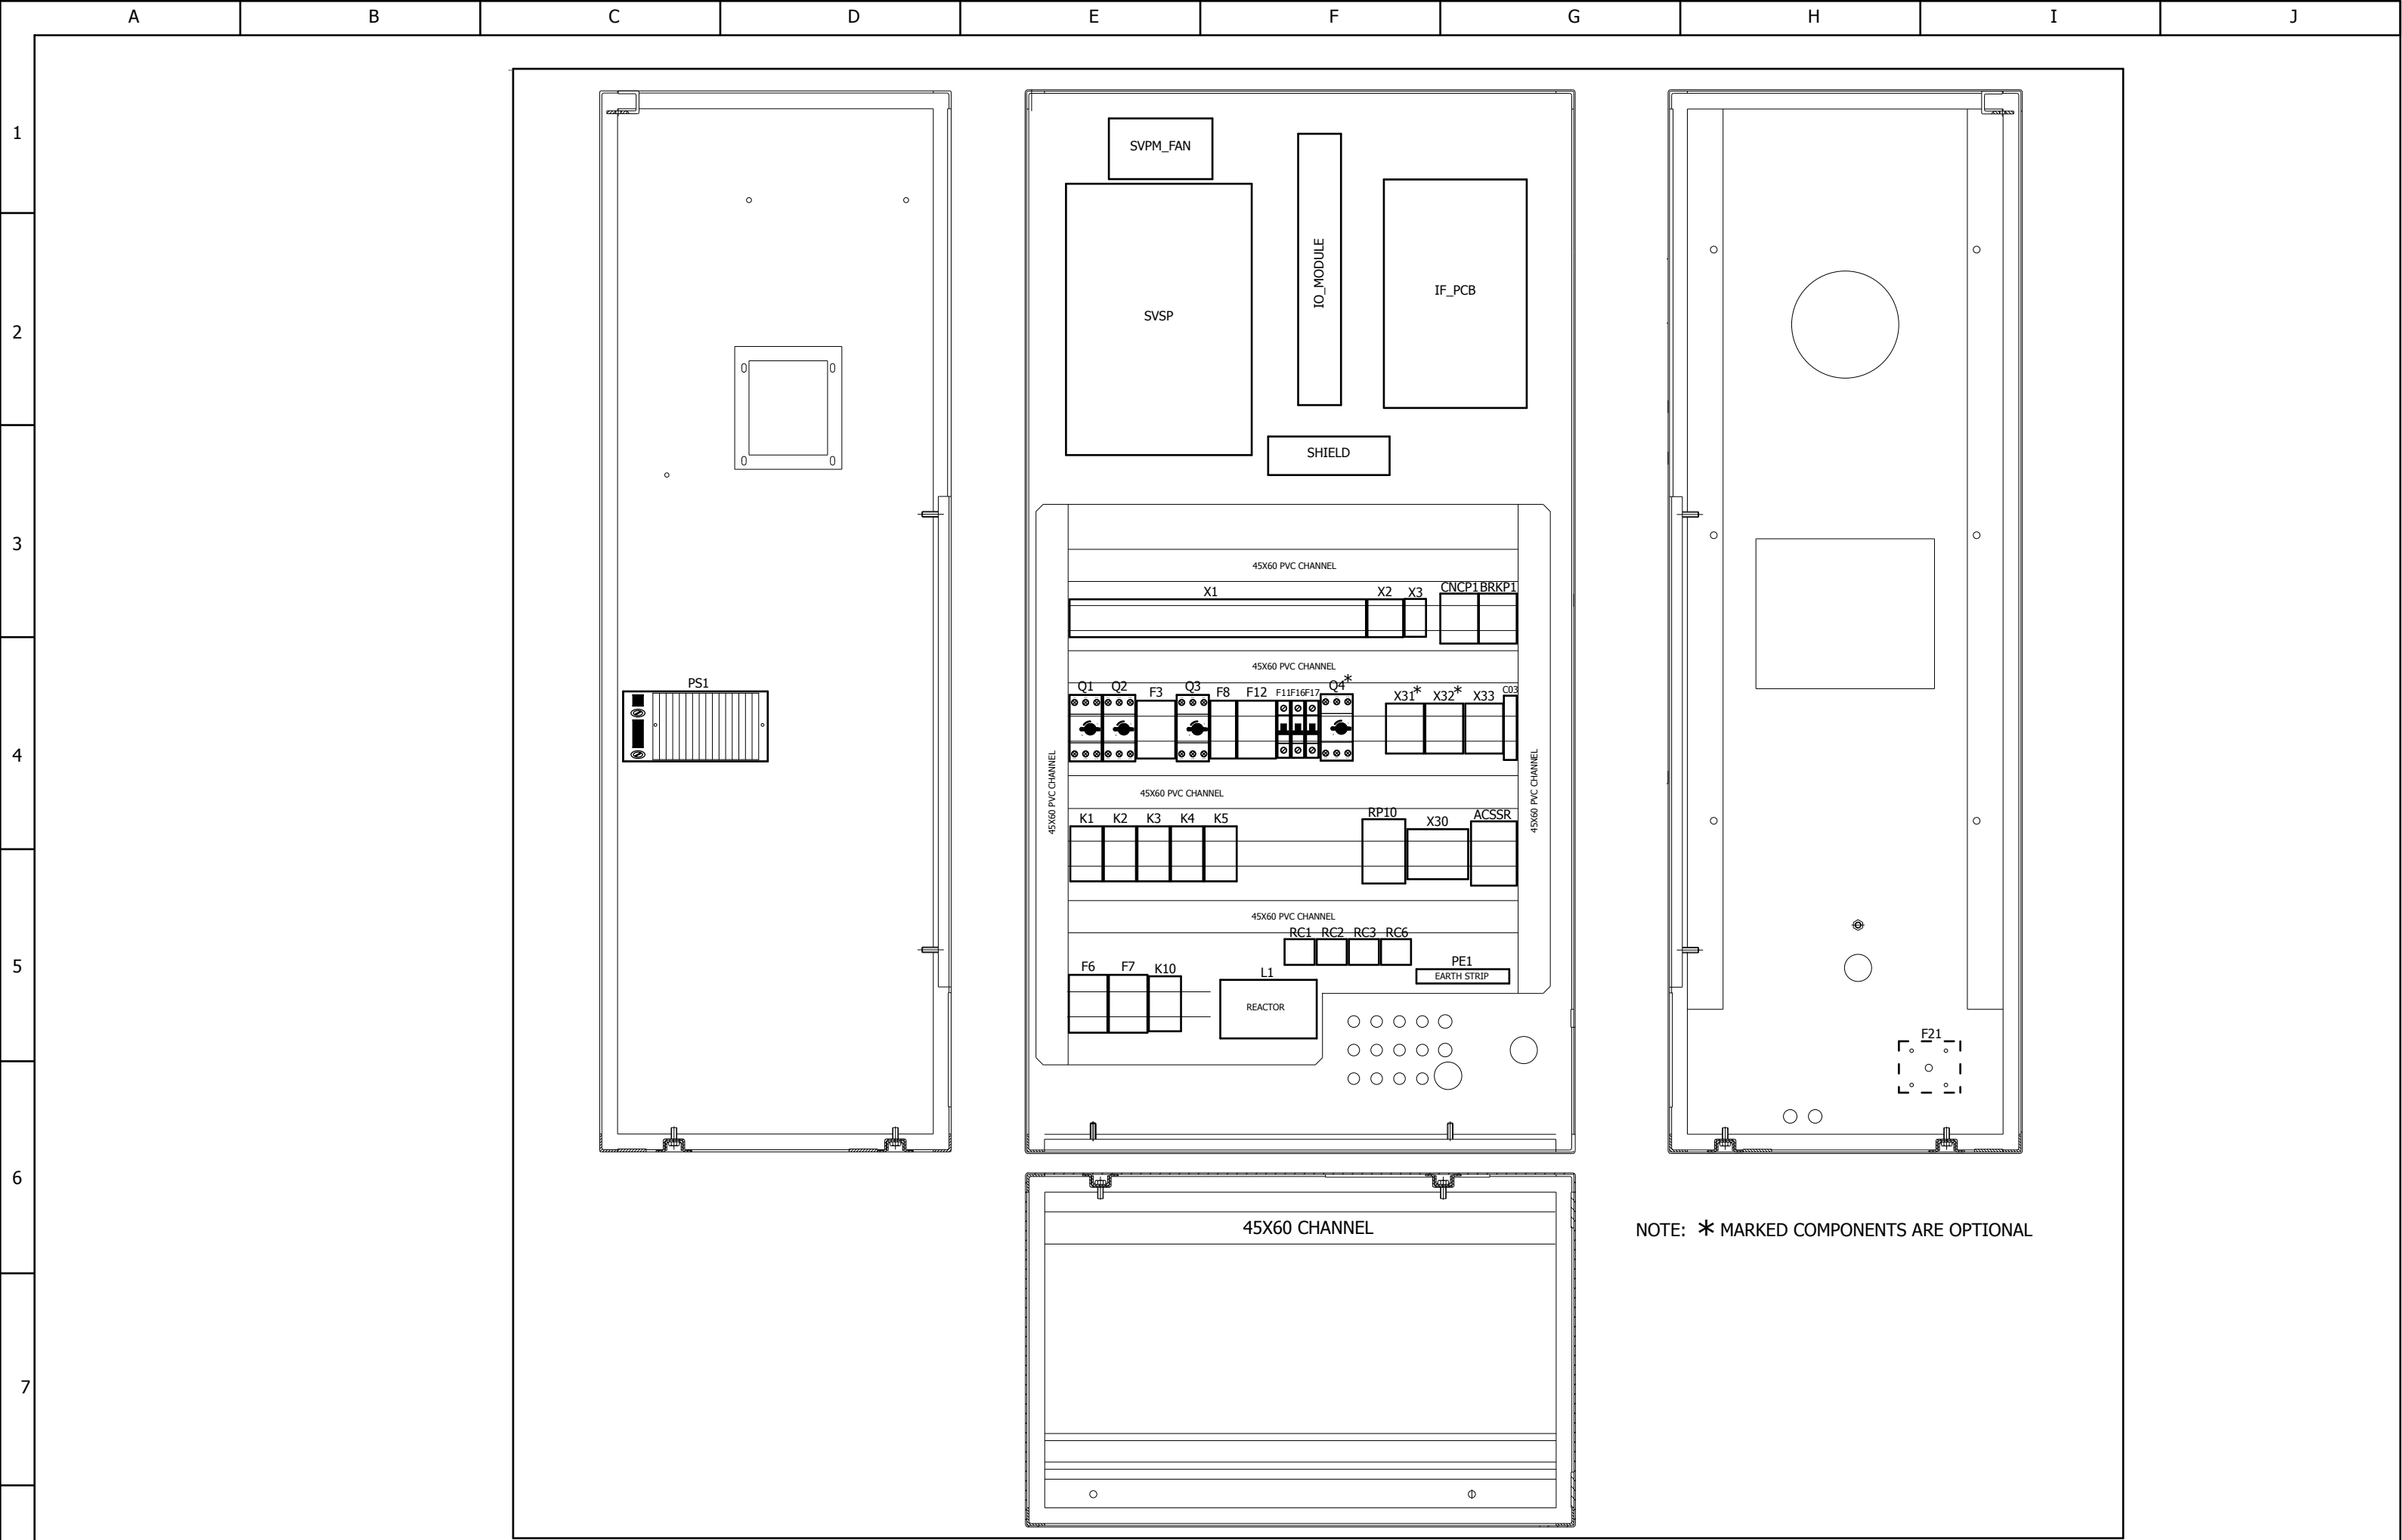 A B C D E F G H I J
1
SVPM_FAN
IO_MODULE
2
IF_PCB
SVSP
SHIELD
3
45X60 PVC CHANNEL
X1 X2 X3 CNCP1 BRKP1
45X60 PVC CHANNEL
PS1
Q1 Q2 F3 Q3 F8 F12 F11 F16 F17 Q4* X31* X32* X33 C03
4
45X60 PVC CHANNEL
45X60 PVC CHANNEL
45X60 PVC CHANNEL
K1 K2 K3 K4 K5 RP10 X30 ACSSR
45X60 PVC CHANNEL
RC1 RC2 RC3 RC6
5
F6 F7 K10 L1 PE1
EARTH STRIP
REACTOR
F21
6
45X60 CHANNEL
NOTE: * MARKED COMPONENTS ARE OPTIONAL
7